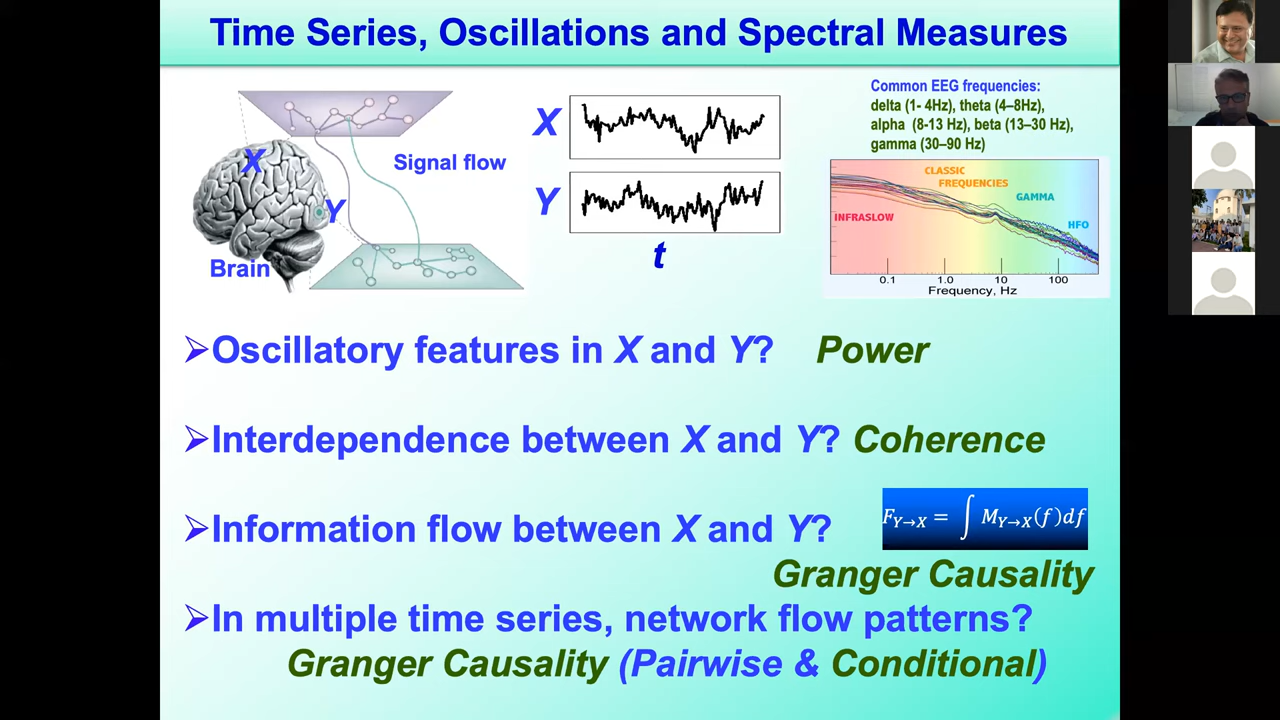 Time Series, Oscillations and Spectral Measures
X
Signal flow
Y
Brain
X
Y
t
Common EEG frequencies:
delta (1- 4Hz), theta (4–8Hz),
alpha (8-13 Hz), beta (13–30 Hz),
gamma (30–90 Hz)
CLASSIC
FREQUENCIES
GAMMA
INFRASLOW
HFO
0.1 1.0 10 100
Frequency, Hz
➢Oscillatory features in X and Y? Power
➢Interdependence between X and Y? Coherence
➢Information flow between X and Y?
F_{Y→X} = ∫ M_{Y→X}(f)df
Granger Causality
➢In multiple time series, network flow patterns?
Granger Causality (Pairwise & Conditional)